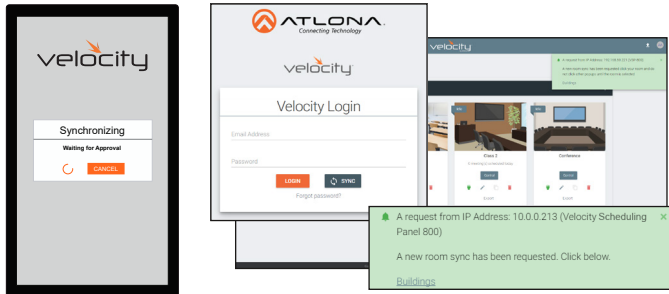 velocity
Synchronizing
Waiting for Approval
CANCEL
ATLONA
Connecting Technology
velocity
Velocity Login
Email Address
Password
LOGIN
SYNC
Forgot password?
velocity
Class 2
Conference
A request from IP Address: 10.0.0.213 (Velocity Scheduling
Panel 800)
A new room sync has been requested. Click below.
Buildings